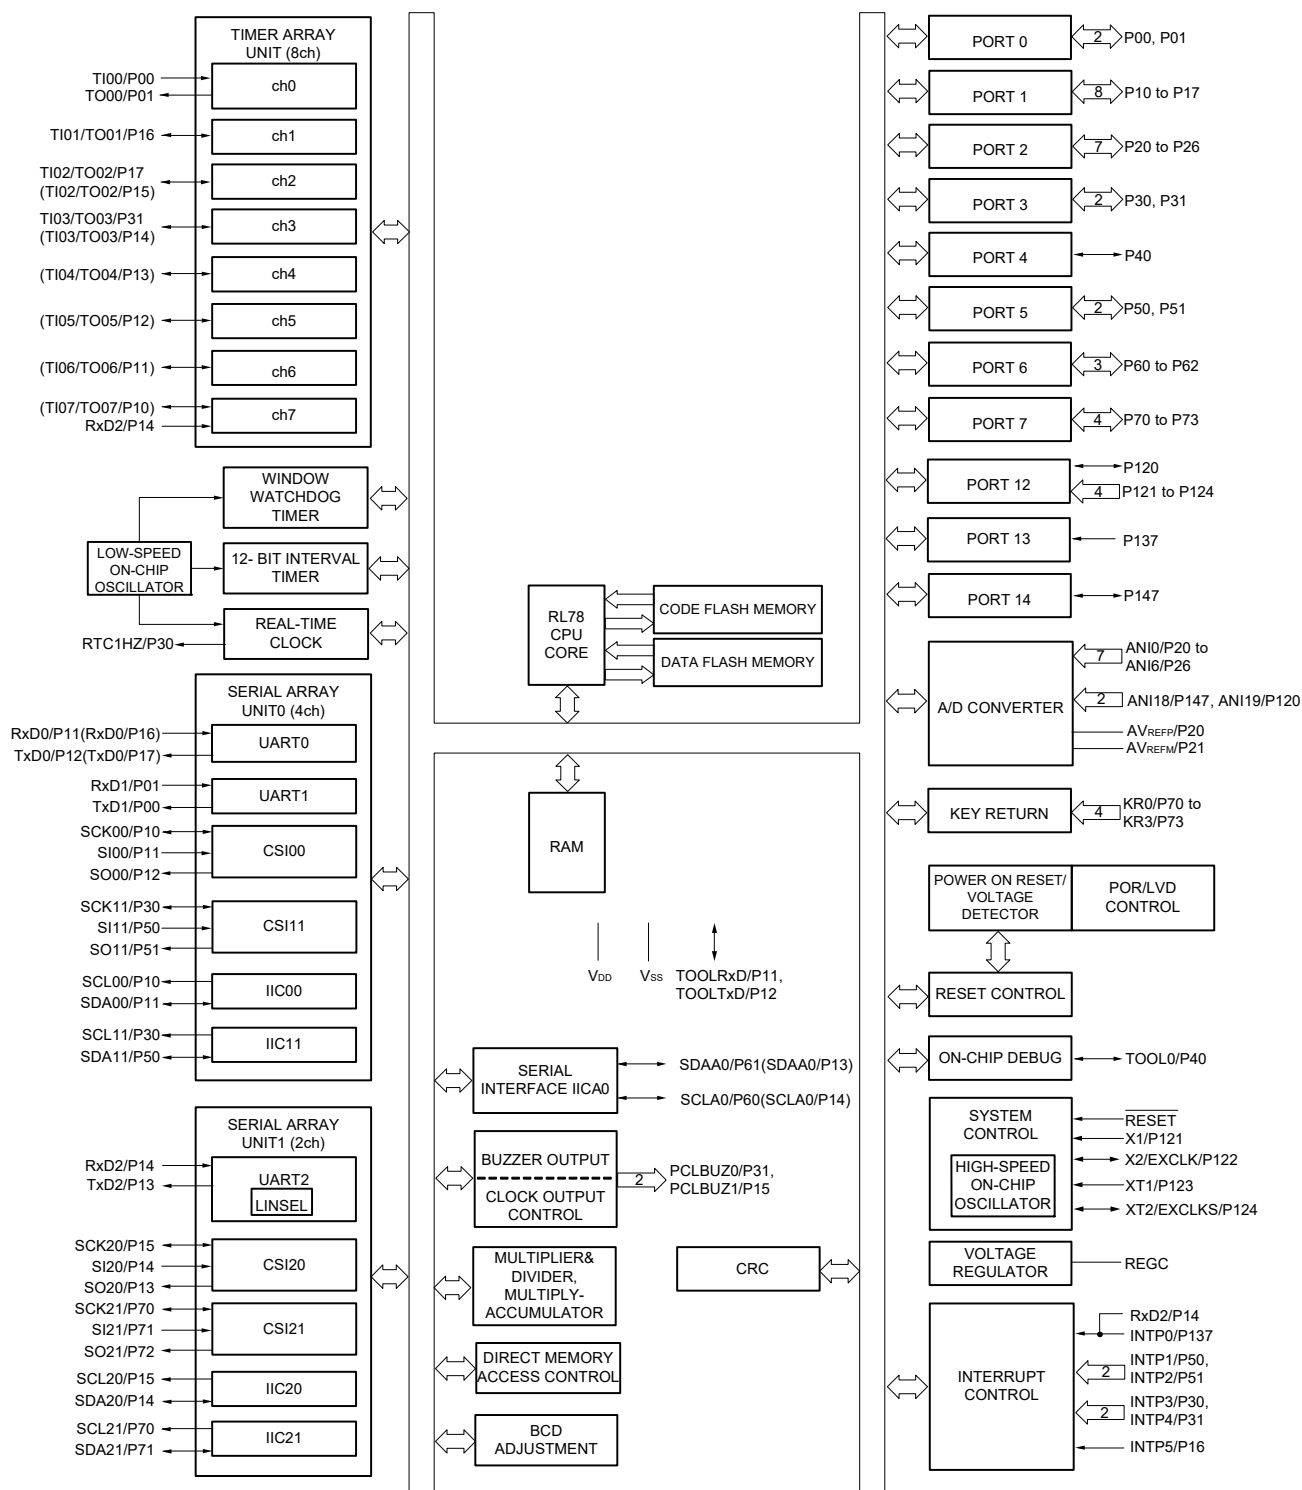 TIMER ARRAY
UNIT (8ch)
TI00/P00
TO00/P01
ch0
TI01/TO01/P16
ch1
TI02/TO02/P17
(TI02/TO02/P15)
ch2
TI03/TO03/P31
(TI03/TO03/P14)
ch3
(TI04/TO04/P13)
ch4
(TI05/TO05/P12)
ch5
(TI06/TO06/P11)
ch6
(TI07/TO07/P10)
RxD2/P14
ch7
WINDOW
WATCHDOG
TIMER
LOW-SPEED
ON-CHIP
OSCILLATOR
12- BIT INTERVAL
TIMER
REAL-TIME
CLOCK
RTC1HZ/P30
SERIAL ARRAY
UNIT0 (4ch)
RxD0/P11(RxD0/P16)
TxD0/P12(TxD0/P17)
UART0
RxD1/P01
TxD1/P00
UART1
SCK00/P10
SI00/P11
SO00/P12
CSI00
SCK11/P30
SI11/P50
SO11/P51
CSI11
SCL00/P10
SDA00/P11
IIC00
SCL11/P30
SDA11/P50
IIC11
SERIAL ARRAY
UNIT1 (2ch)
RxD2/P14
TxD2/P13
UART2
LINSEL
SCK20/P15
SI20/P14
SO20/P13
CSI20
SCK21/P70
SI21/P71
SO21/P72
CSI21
SCL20/P15
SDA20/P14
IIC20
SCL21/P70
SDA21/P71
IIC21
RL78
CPU
CORE
CODE FLASH MEMORY
DATA FLASH MEMORY
RAM
VDD
VSS
TOOLRxD/P11,
TOOLTxD/P12
SERIAL
INTERFACE IICA0
SDAA0/P61(SDAA0/P13)
SCLA0/P60(SCLA0/P14)
BUZZER OUTPUT
CLOCK OUTPUT
CONTROL
2
PCLBUZ0/P31,
PCLBUZ1/P15
MULTIPLIER&
DIVIDER,
MULTIPLY-
ACCUMULATOR
CRC
DIRECT MEMORY
ACCESS CONTROL
BCD
ADJUSTMENT
PORT 0
2
P00, P01
PORT 1
8
P10 to P17
PORT 2
7
P20 to P26
PORT 3
2
P30, P31
PORT 4
P40
PORT 5
2
P50, P51
PORT 6
3
P60 to P62
PORT 7
4
P70 to P73
PORT 12
P120
4
P121 to P124
PORT 13
P137
PORT 14
P147
A/D CONVERTER
7
ANI0/P20 to
ANI6/P26
2
ANI18/P147, ANI19/P120
AVREFP/P20
AVREFM/P21
KEY RETURN
4
KR0/P70 to
KR3/P73
POWER ON RESET/
VOLTAGE
DETECTOR
POR/LVD
CONTROL
RESET CONTROL
ON-CHIP DEBUG
TOOL0/P40
SYSTEM
CONTROL
HIGH-SPEED
ON-CHIP
OSCILLATOR
RESET
X1/P121
X2/EXCLK/P122
XT1/P123
XT2/EXCLKS/P124
VOLTAGE
REGULATOR
REGC
INTERRUPT
CONTROL
RxD2/P14
INTP0/P137
2
INTP1/P50,
INTP2/P51
2
INTP3/P30,
INTP4/P31
INTP5/P16